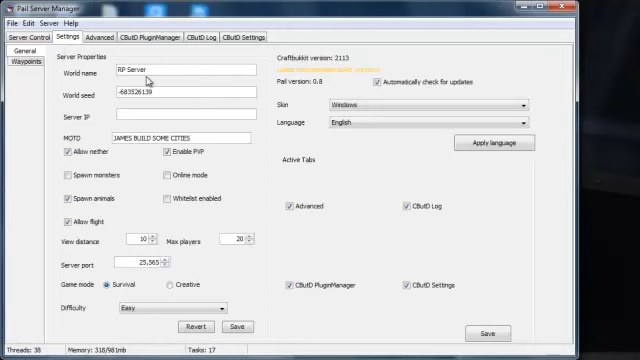 Pail Server Manager
File Edit Server Help
Server Control Settings Advanced CButD PluginManager CButD Log CButD Settings
General
Waypoints
Server Properties
World name RP Server
World seed -683526139
Server IP
MOTD JAMES BUILD SOME CITIES
Allow nether Enable PVP
Spawn monsters Online mode
Spawn animals Whitelist enabled
Allow flight
View distance 10 Max players 20
Server port 25,565
Game mode Survival Creative
Difficulty Easy
Revert Save
Craftbukkit version: 2113
Pail version: 0.8 Automatically check for updates
Skin Windows
Language English
Apply language
Active Tabs
Advanced CButD Log
CButD PluginManager CButD Settings
Save
Threads: 38 Memory: 318/981mb Tasks: 17